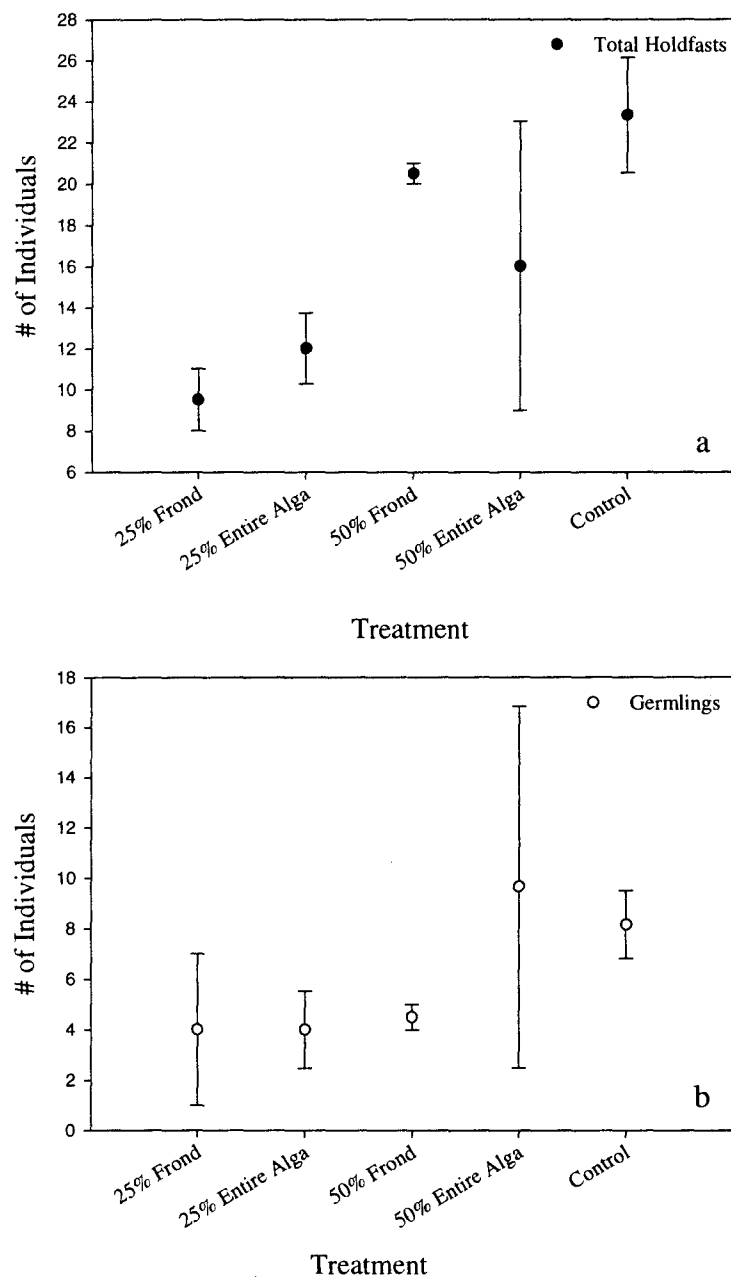 28
26
24
22
20
18
16
14
12
10
8
6
# of Individuals
Total Holdfasts
a
25% Frond
25% Entire Alga
50% Frond
50% Entire Alga
Control
Treatment
18
16
14
12
10
8
6
4
2
0
# of Individuals
Germlings
b
25% Frond
25% Entire Alga
50% Frond
50% Entire Alga
Control
Treatment